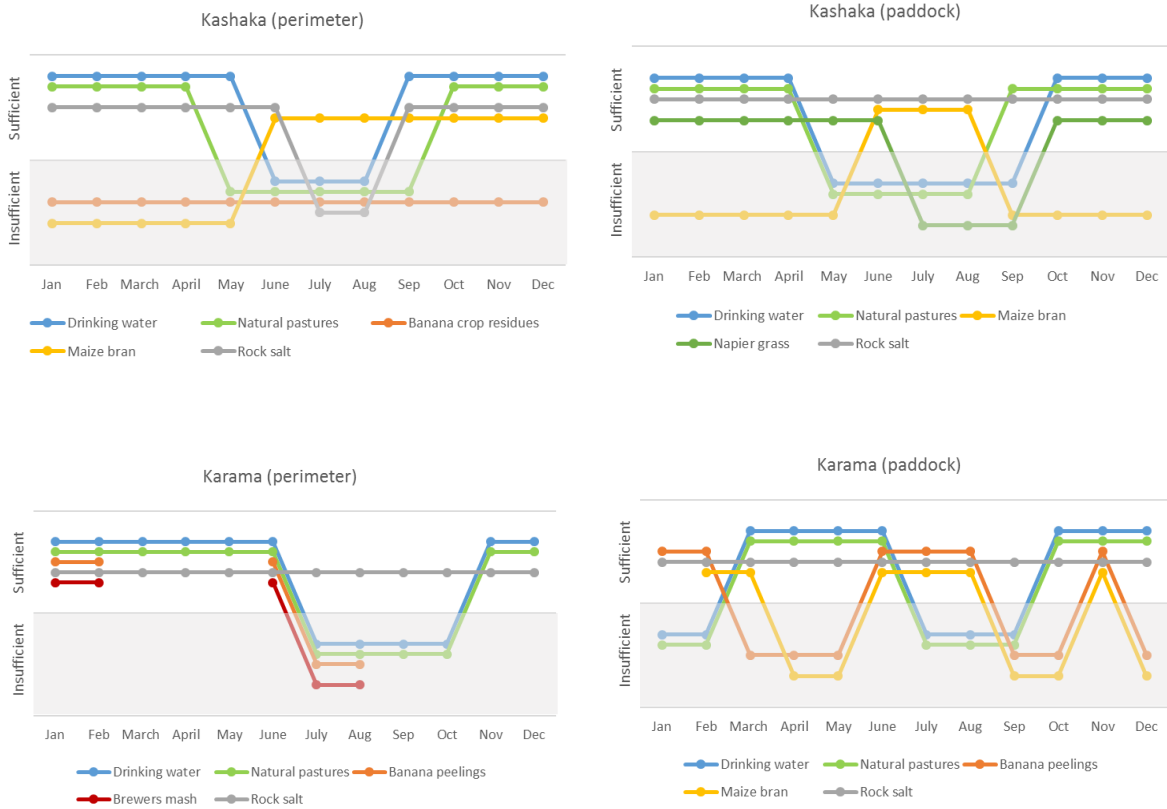 Kashaka (perimeter)
Sufficient
Insufficient
Jan Feb March April May June July Aug Sep Oct Nov Dec
Drinking water Natural pastures Banana crop residues
Maize bran Rock salt
Kashaka (paddock)
Sufficient
Insufficient
Jan Feb March April May June July Aug Sep Oct Nov Dec
Drinking water Natural pastures Maize bran
Napier grass Rock salt
Karama (perimeter)
Sufficient
Insufficient
Jan Feb March April May June July Aug Sep Oct Nov Dec
Drinking water Natural pastures Banana peelings
Brewers mash Rock salt
Karama (paddock)
Sufficient
Insufficient
Jan Feb March April May June July Aug Sep Oct Nov Dec
Drinking water Natural pastures Banana peelings
Maize bran Rock salt